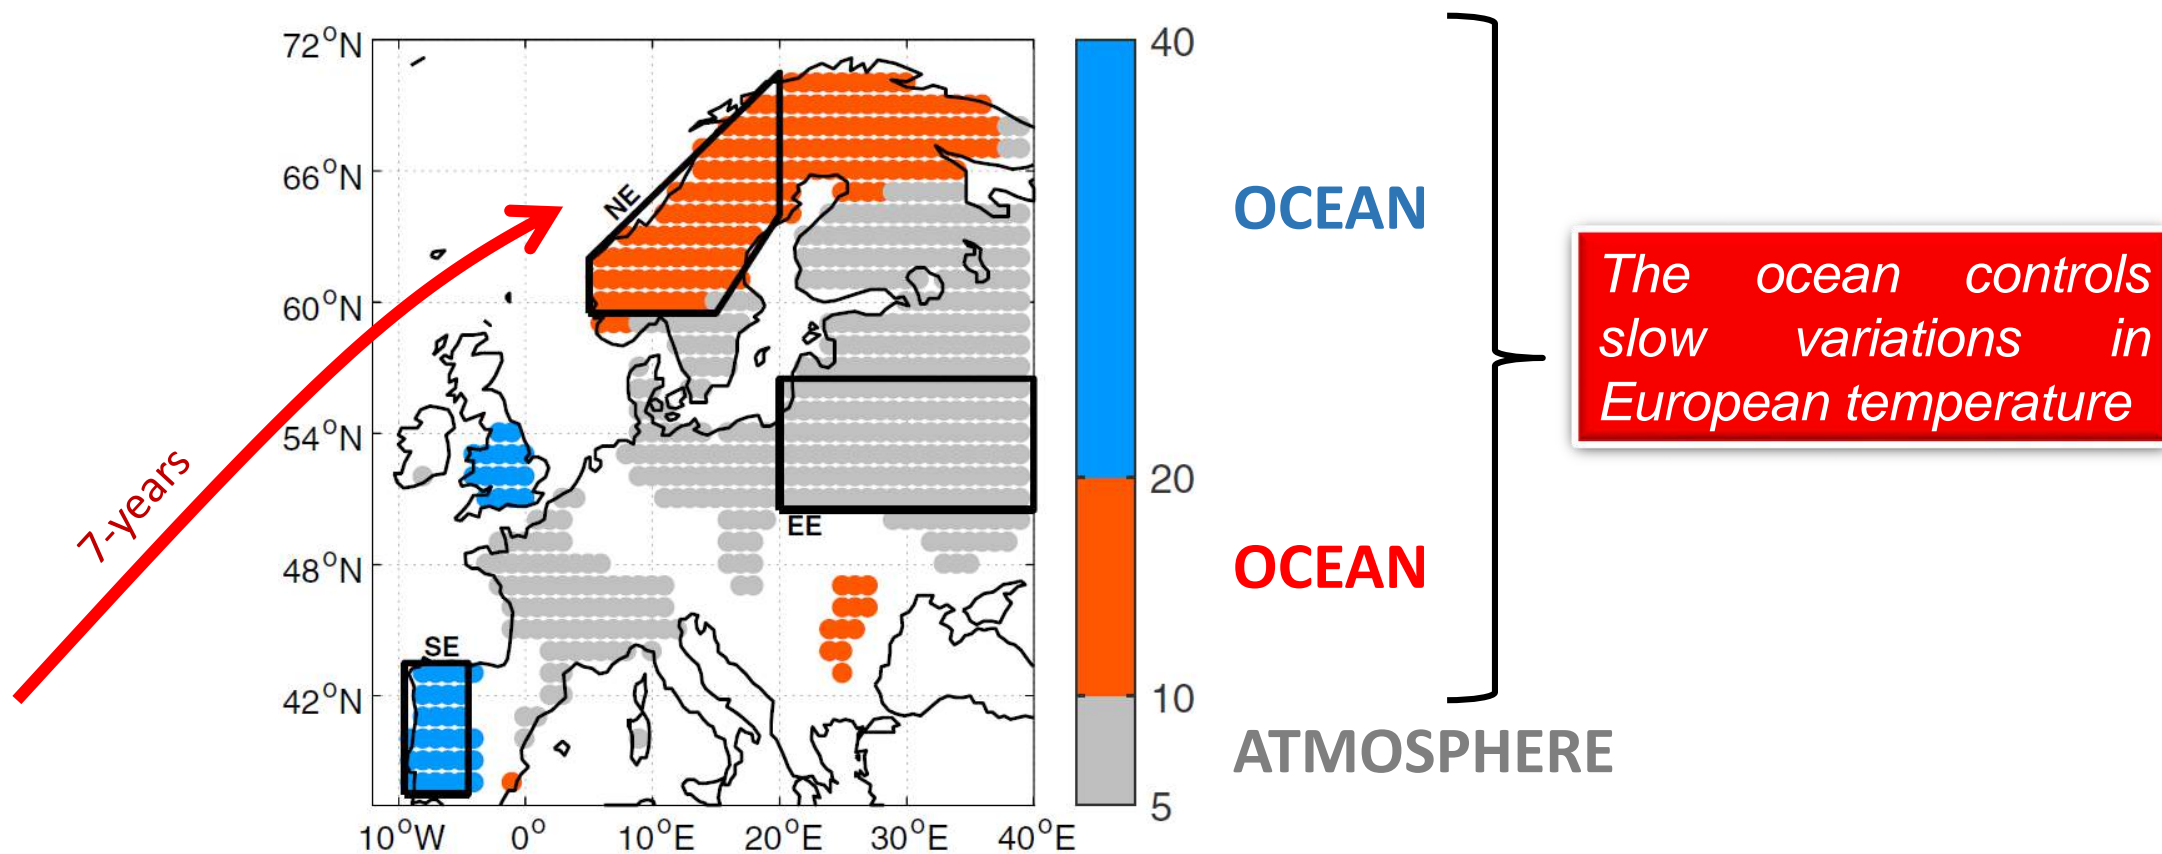 72°N
66°N
60°N
54°N
48°N
42°N
10°W
0°
10°E
20°E
30°E
40°E
NE
EE
SE
7-years
40
20
10
5
OCEAN
OCEAN
ATMOSPHERE
The ocean controls
slow variations in
European temperature